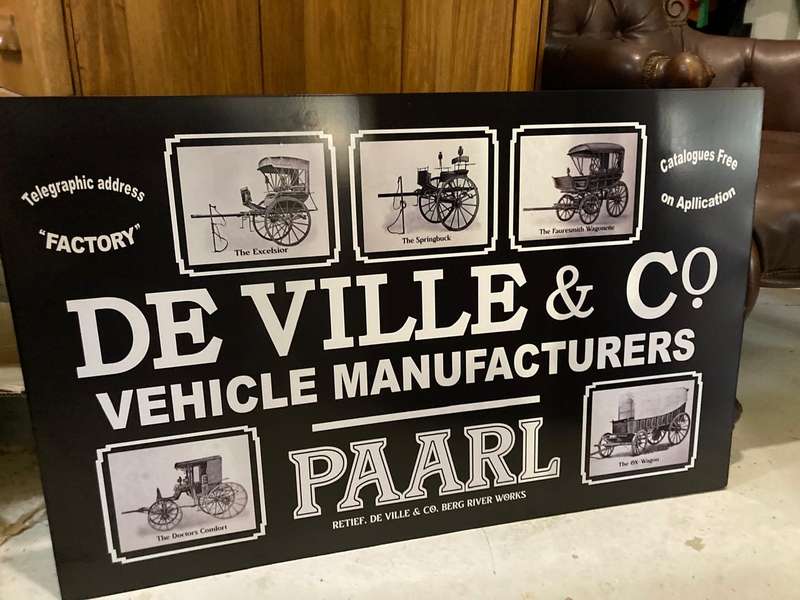 Telegraphic address
"FACTORY"
The Excelsior
The Springbuck
The Fauresmith Wagonette
Catalogues Free
on Apllication
DE VILLE & Co
VEHICLE MANUFACTURERS
PAARL
RETIEF, DE VILLE & CO. BERG RIVER WORKS
The Doctors Comfort
The OX-Wagon